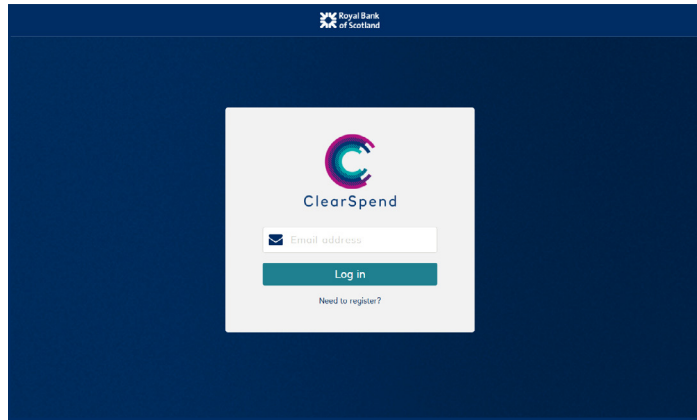 Royal Bank
of Scotland
ClearSpend
Email address
Log in
Need to register?